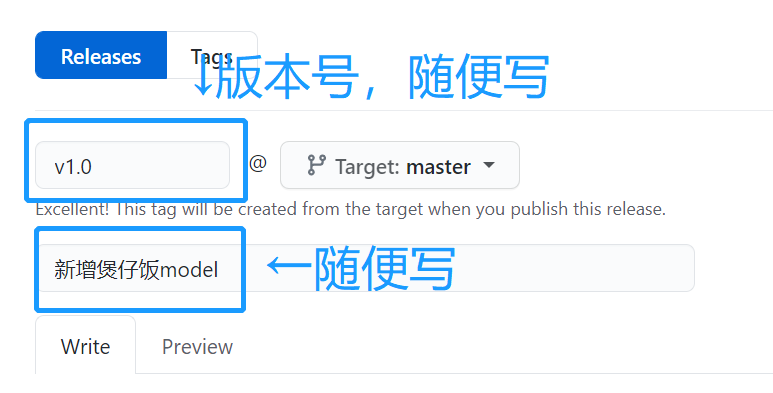 Releases Tags
↓版本号，随便写
v1.0 @ Target: master
Excellent! This tag will be created from the target when you publish this release.
新增煲仔饭model ←随便写
Write Preview